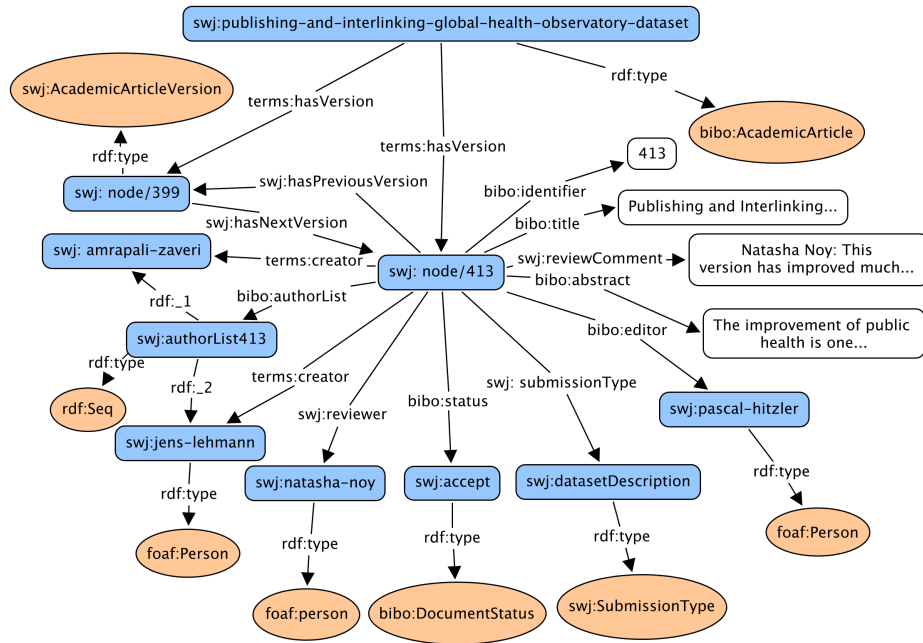 swj:publishing-and-interlinking-global-health-observatory-dataset
rdf:type
swj:AcademicArticleVersion
terms:hasVersion
bibo:AcademicArticle
terms:hasVersion
413
rdf:type
bibo:identifier
swj: node/399
swj:hasPreviousVersion
Publishing and Interlinking...
bibo:title
swj:hasNextVersion
swj: amrapali-zaveri
terms:creator
swj: node/413
swj:reviewComment
Natasha Noy: This
version has improved much...
bibo:abstract
rdf:_1
bibo:authorList
swj:authorList413
bibo:editor
The improvement of public
health is one...
rdf:type
rdf:_2
terms:creator
swj: submissionType
rdf:Seq
swj:reviewer
bibo:status
swj:pascal-hitzler
swj:jens-lehmann
swj:natasha-noy
swj:accept
swj:datasetDescription
rdf:type
rdf:type
foaf:Person
rdf:type
rdf:type
rdf:type
foaf:Person
foaf:person
bibo:DocumentStatus
swj:SubmissionType